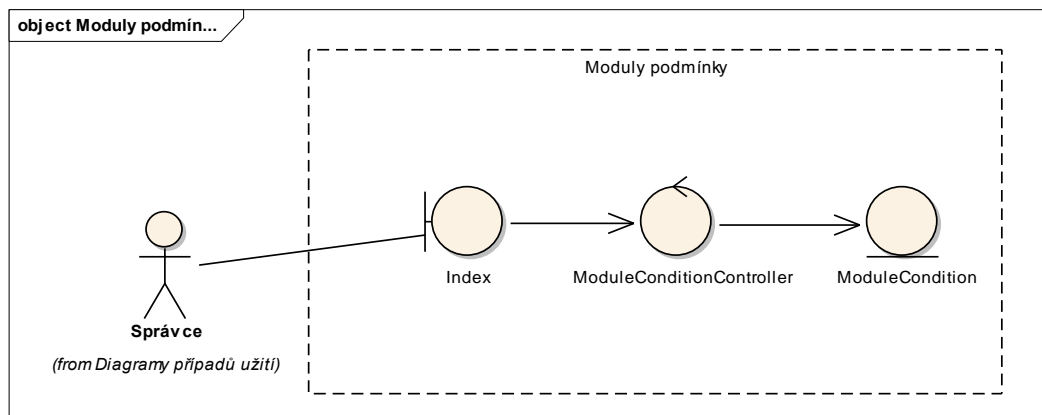 object Moduly podmín...
Moduly podmínky
Index
ModuleConditionController
ModuleCondition
Správce
(from Diagramy případů užití)